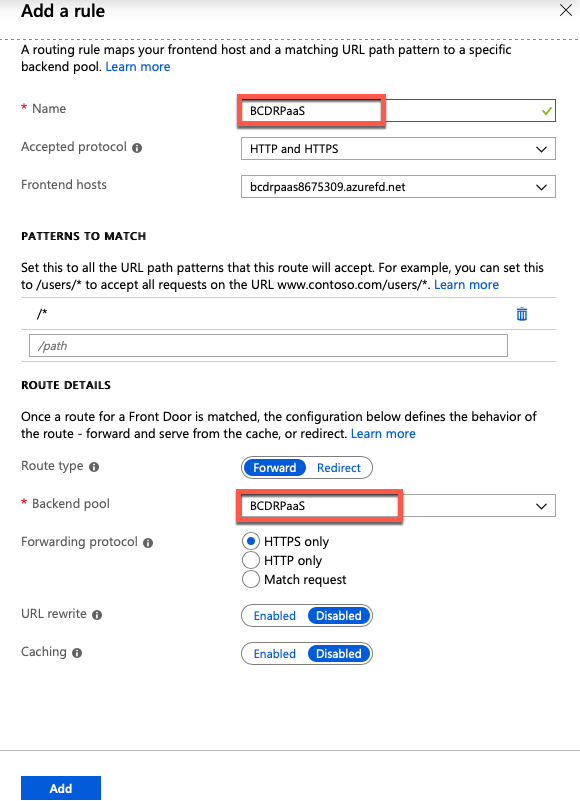 Add a rule
A routing rule maps your frontend host and a matching URL path pattern to a specific
backend pool. Learn more
* Name
BCDRPaaS
Accepted protocol
HTTP and HTTPS
Frontend hosts
bcdrpaas8675309.azurefd.net
PATTERNS TO MATCH
Set this to all the URL path patterns that this route will accept. For example, you can set this
to /users/* to accept all requests on the URL www.contoso.com/users/*. Learn more
/*
/path
ROUTE DETAILS
Once a route for a Front Door is matched, the configuration below defines the behavior of
the route - forward and serve from the cache, or redirect. Learn more
Route type
Forward Redirect
* Backend pool
BCDRPaaS
Forwarding protocol
HTTPS only
HTTP only
Match request
URL rewrite
Enabled Disabled
Caching
Enabled Disabled
Add